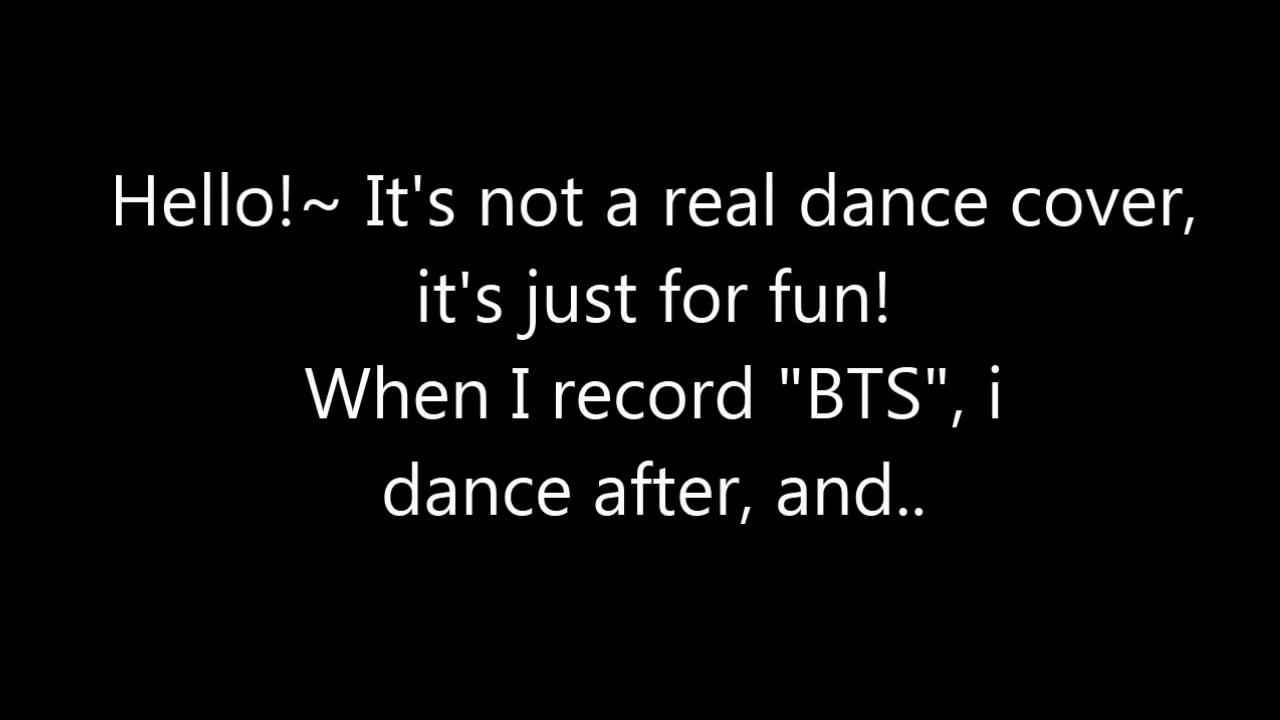 Hello!~ It's not a real dance cover,
it's just for fun!
When I record "BTS", i
dance after, and..